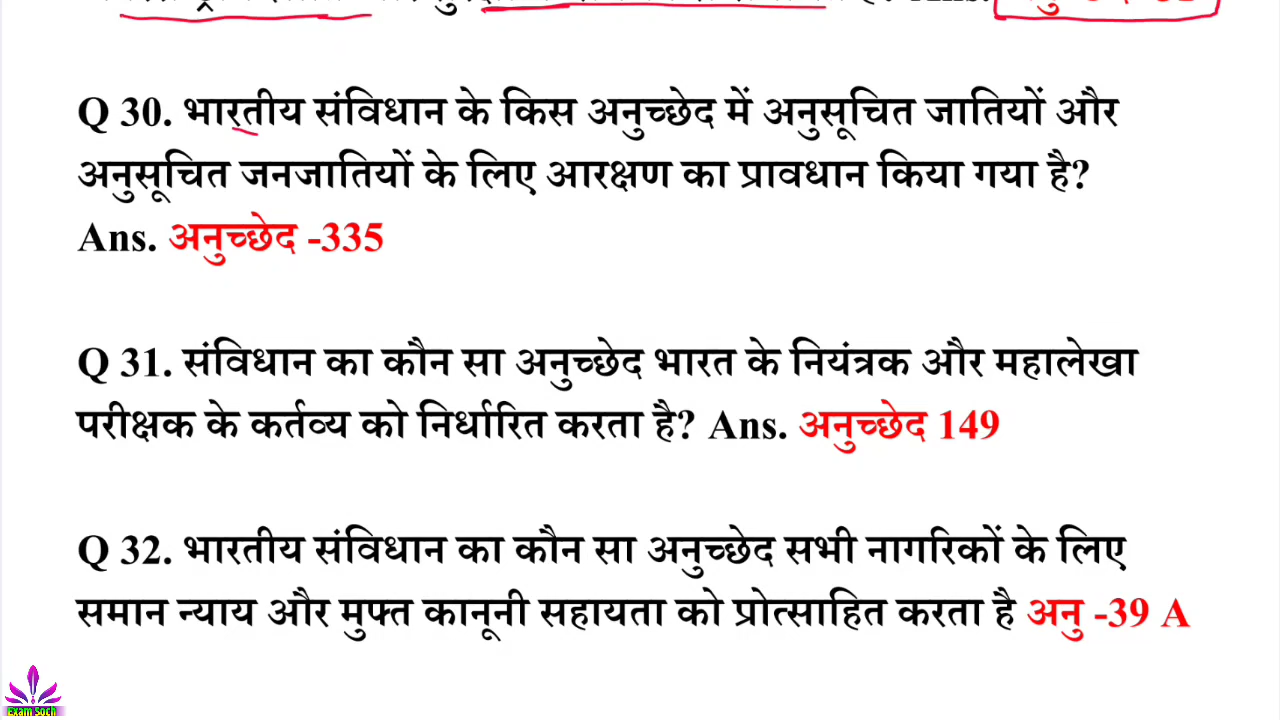 Q 30. भारतीय संविधान के किस अनुच्छेद में अनुसूचित जातियों और
अनुसूचित जनजातियों के लिए आरक्षण का प्रावधान किया गया है?
Ans. अनुच्छेद -335
Q 31. संविधान का कौन सा अनुच्छेद भारत के नियंत्रक और महालेखा
परीक्षक के कर्तव्य को निर्धारित करता है? Ans. अनुच्छेद 149
Q 32. भारतीय संविधान का कौन सा अनुच्छेद सभी नागरिकों के लिए
समान न्याय और मुफ्त कानूनी सहायता को प्रोत्साहित करता है अनु -39 A
Exam Soch